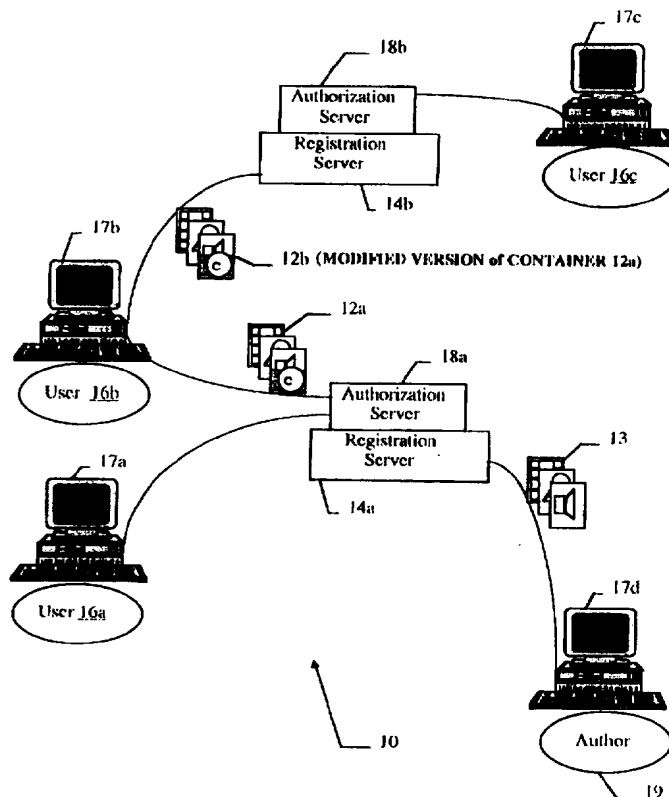 17c
18b
Authorization
Server
Registration
Server
User 16c
14b
17b
12b (MODIFIED VERSION of CONTAINER 12a)
12a
c
c
User 16b
18a
Authorization
Server
Registration
Server
13
17a
14a
User 16a
17d
10
Author
19